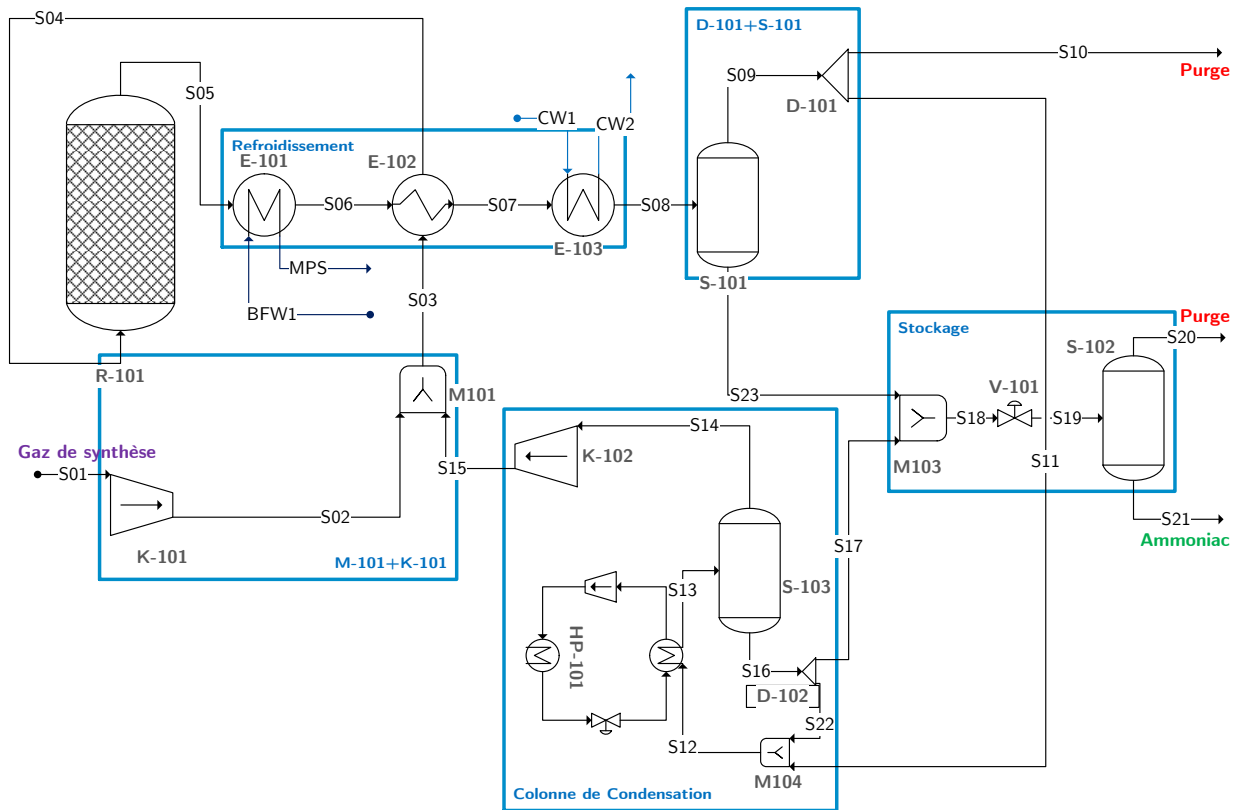 S04
D-101+S-101
S10
Purge
S09
D-101
S05
CW1
CW2
Refroidissement
E-101
E-102
S06
S07
S08
E-103
S-101
MPS
BFW1
S03
R-101
M101
Stockage
Purge
S20
S-102
V-101
S23
S18
S19
M103
S11
S14
K-102
S15
Gaz de synthèse
S01
S02
K-101
M-101+K-101
S21
Ammoniac
S17
S13
S-103
HP-101
S16
D-102
S22
S12
M104
Colonne de Condensation